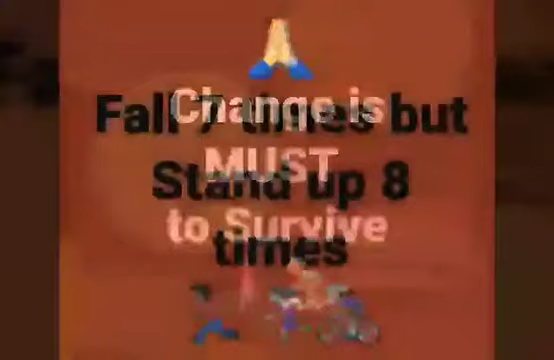 Change is
Fall 7 times but
MUST
Stand up 8
to Survive
times